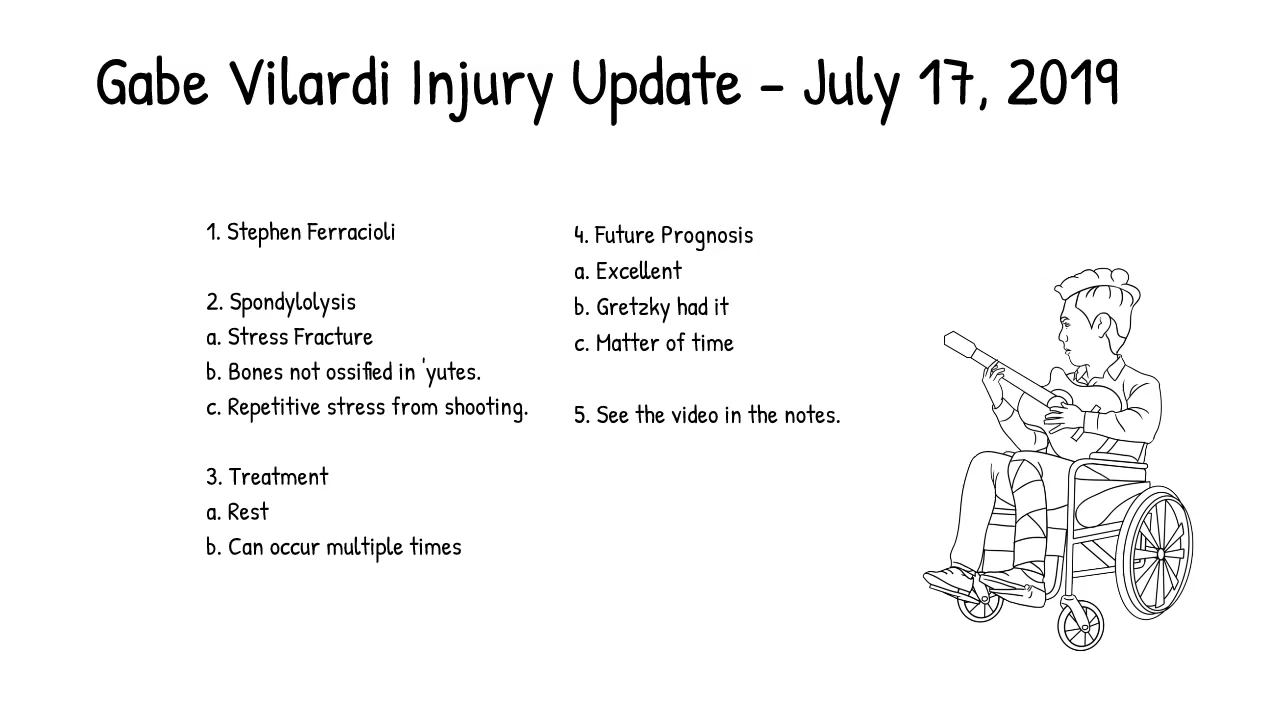 Gabe Vilardi Injury Update - July 17, 2019
1. Stephen Ferracioli
2. Spondylolysis
a. Stress Fracture
b. Bones not ossified in 'yutes.
c. Repetitive stress from shooting.
3. Treatment
a. Rest
b. Can occur multiple times
4. Future Prognosis
a. Excellent
b. Gretzky had it
c. Matter of time
5. See the video in the notes.